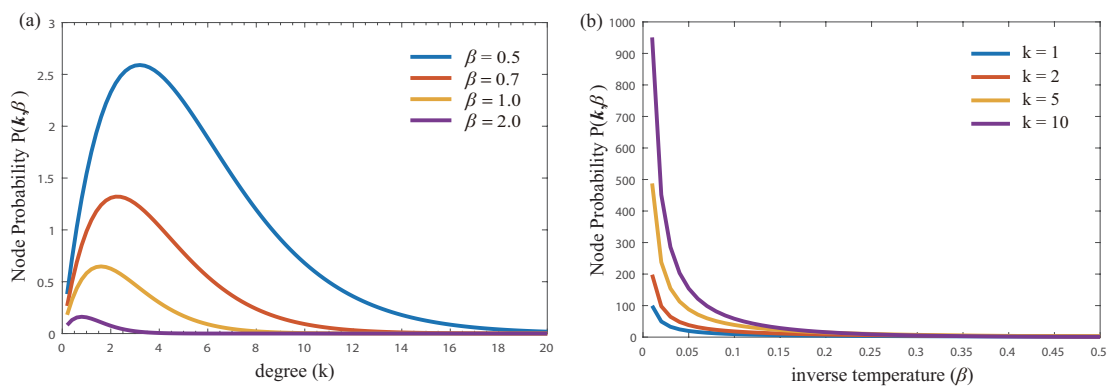 (a)
3
2.5
2
1.5
1
0.5
0
Node Probability P(k,β)
β = 0.5
β = 0.7
β = 1.0
β = 2.0
0 2 4 6 8 10 12 14 16 18 20
degree (k)
(b)
1000
900
800
700
600
500
400
300
200
100
0
Node Probability P(k,β)
k = 1
k = 2
k = 5
k = 10
0 0.05 0.1 0.15 0.2 0.25 0.3 0.35 0.4 0.45 0.5
inverse temperature (β)